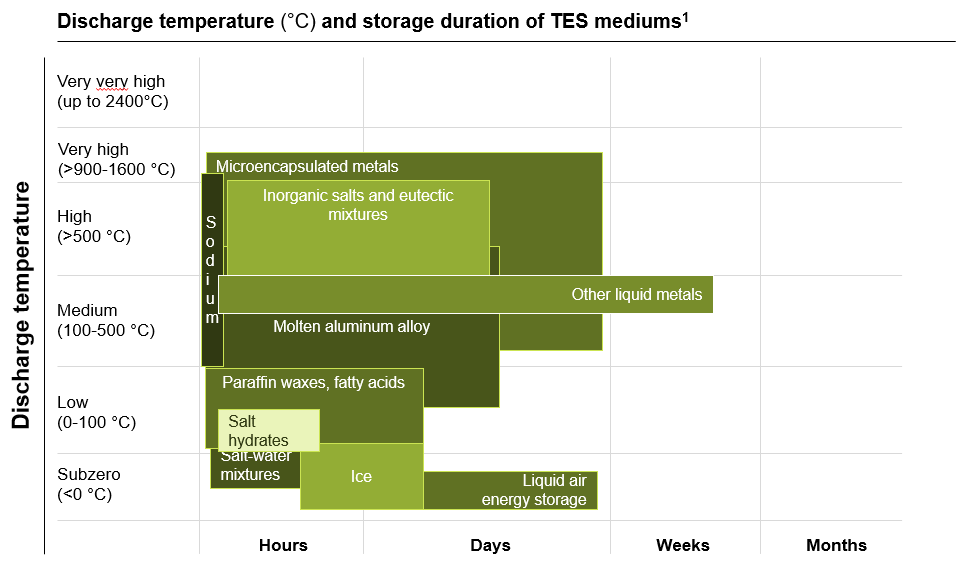 Discharge temperature (°C) and storage duration of TES mediums¹
Discharge temperature
Very very high
(up to 2400°C)
Very high
(>900-1600 °C)
High
(>500 °C)
Medium
(100-500 °C)
Low
(0-100 °C)
Subzero
(<0 °C)
Microencapsulated metals
Inorganic salts and eutectic
mixtures
Sodium
Other liquid metals
Molten aluminum alloy
Paraffin waxes, fatty acids
Salt
hydrates
Salt-water
mixtures
Ice
Liquid air
energy storage
Hours
Days
Weeks
Months